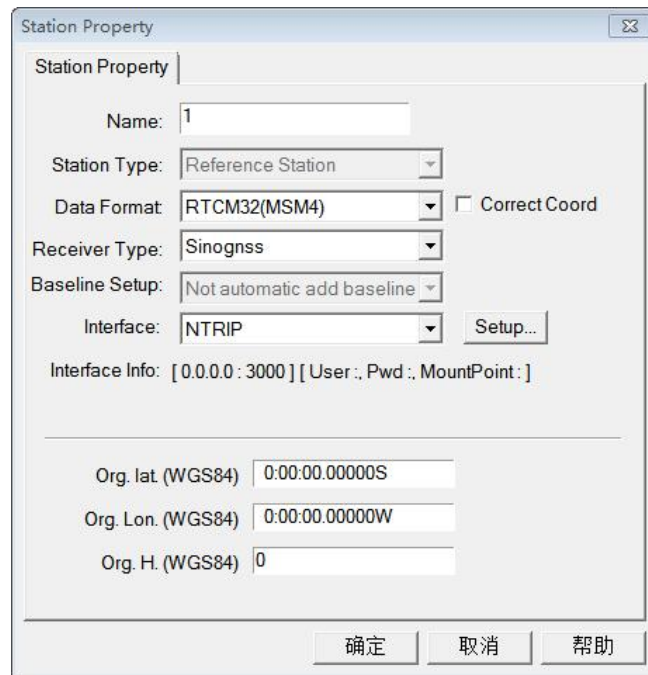 Station Property
Station Property
Name: 1
Station Type: Reference Station
Data Format: RTCM32(MSM4) Correct Coord
Receiver Type: Sinognss
Baseline Setup: Not automatic add baseline
Interface: NTRIP Setup...
Interface Info: [ 0.0.0.0 : 3000 ] [ User :, Pwd :, MountPoint : ]
Org. lat. (WGS84) 0:00:00.00000S
Org. Lon. (WGS84) 0:00:00.00000W
Org. H. (WGS84) 0
确定 取消 帮助